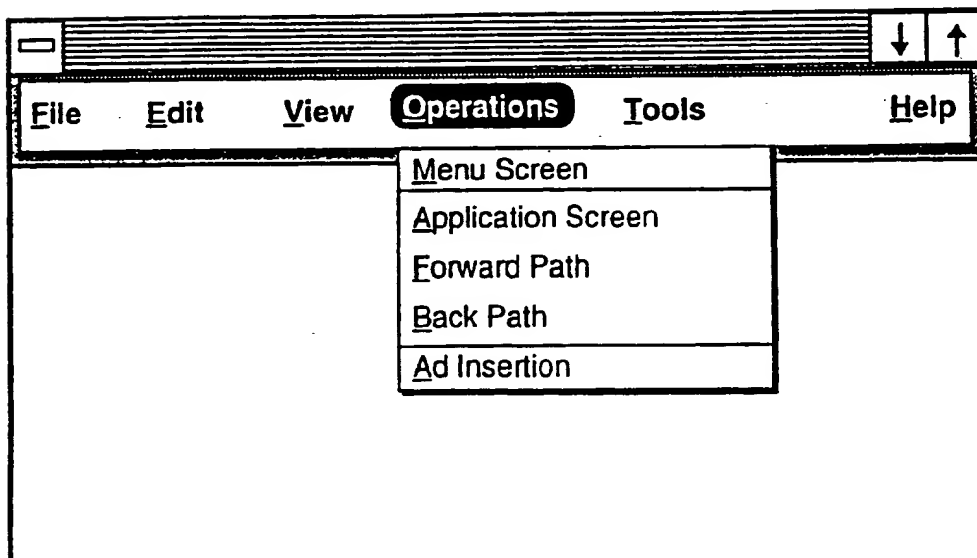 File Edit View Operations Tools Help
Menu Screen
Application Screen
Forward Path
Back Path
Ad Insertion